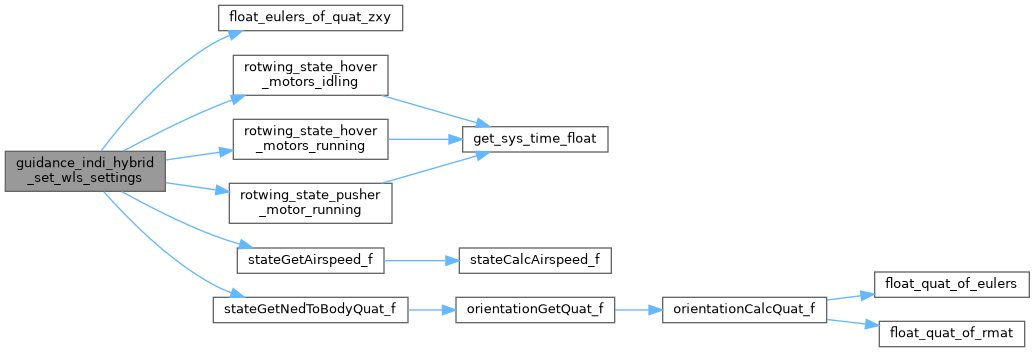 float_eulers_of_quat_zxy
rotwing_state_hover
_motors_idling
rotwing_state_hover
_motors_running
get_sys_time_float
guidance_indi_hybrid
_set_wls_settings
rotwing_state_pusher
_motor_running
stateGetAirspeed_f
stateCalcAirspeed_f
stateGetNedToBodyQuat_f
orientationGetQuat_f
orientationCalcQuat_f
float_quat_of_eulers
float_quat_of_rmat